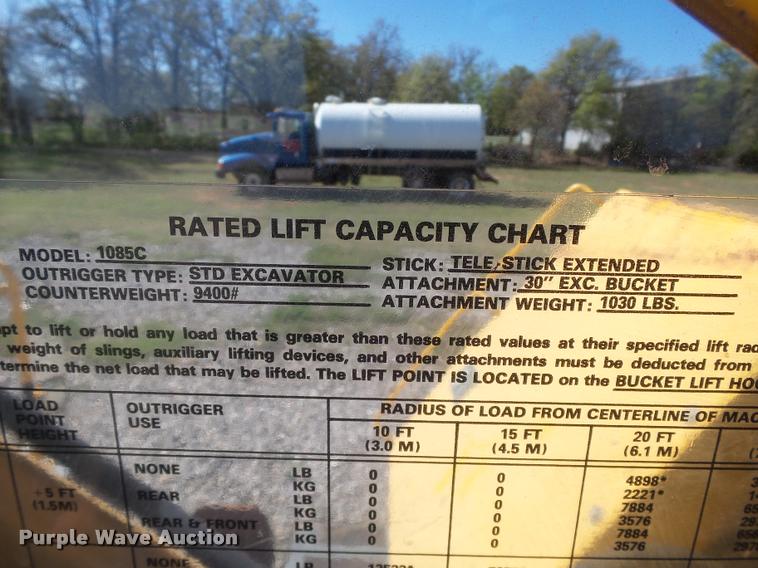 RATED LIFT CAPACITY CHART
MODEL: 1085C
OUTRIGGER TYPE: STD EXCAVATOR
COUNTERWEIGHT: 9400#
STICK: TELE-STICK EXTENDED
ATTACHMENT: 30" EXC. BUCKET
ATTACHMENT WEIGHT: 1030 LBS.
pt to lift or hold any load that is greater than these rated values at their specified lift rad
weight of slings, auxiliary lifting devices, and other attachments must be deducted from
termine the net load that may be lifted. The LIFT POINT IS LOCATED on the BUCKET LIFT HO
LOAD POINT HEIGHT
OUTRIGGER USE
RADIUS OF LOAD FROM CENTERLINE OF MAC
10 FT (3.0 M) 15 FT (4.5 M) 20 FT (6.1 M)
+5 FT (1.5M)
NONE LB 0 0 4898*
KG 0 0 2221*
REAR LB 0 0 7884
KG 0 0 3576
REAR & FRONT LB 0 0 7884
KG 0 0 3576
NONE LB
Purple Wave Auction